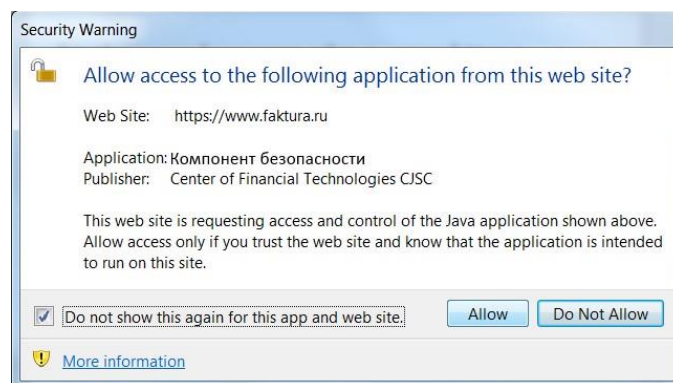 Security Warning
Allow access to the following application from this web site?
Web Site: https://www.faktura.ru
Application: Компонент безопасности
Publisher: Center of Financial Technologies CJSC
This web site is requesting access and control of the Java application shown above.
Allow access only if you trust the web site and know that the application is intended
to run on this site.
Do not show this again for this app and web site. Allow Do Not Allow
More information